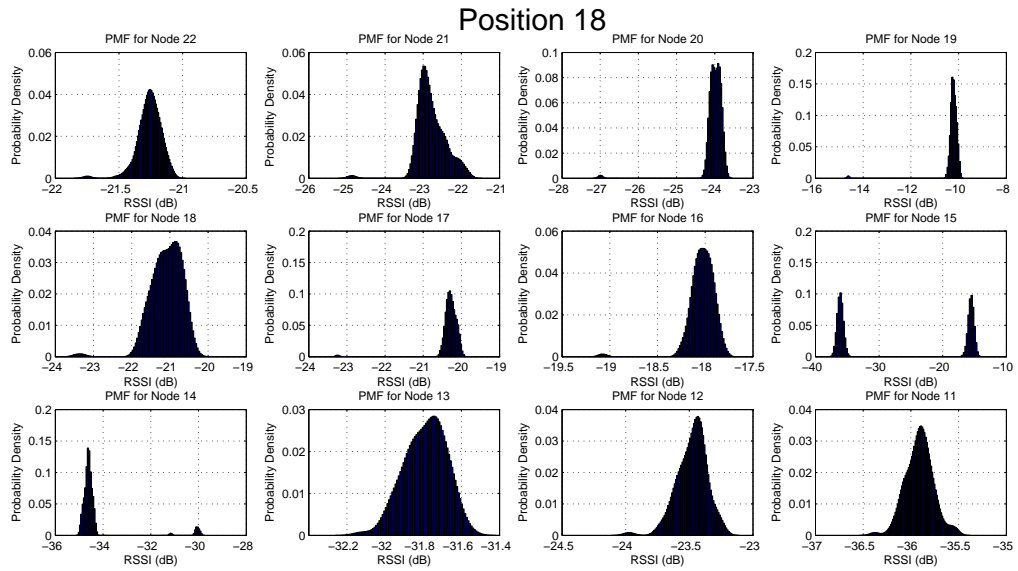 Position 18
PMF for Node 22
0.06
0.04
0.02
0
Probability Density
−22 −21.5 −21 −20.5
RSSI (dB)
PMF for Node 21
0.06
0.04
0.02
0
Probability Density
−26 −25 −24 −23 −22 −21
RSSI (dB)
PMF for Node 20
0.1
0.08
0.06
0.04
0.02
0
Probability Density
−28 −27 −26 −25 −24 −23
RSSI (dB)
PMF for Node 19
0.2
0.15
0.1
0.05
0
Probability Density
−16 −14 −12 −10 −8
RSSI (dB)
PMF for Node 18
0.04
0.03
0.02
0.01
0
Probability Density
−24 −23 −22 −21 −20 −19
RSSI (dB)
PMF for Node 17
0.2
0.15
0.1
0.05
0
Probability Density
−24 −23 −22 −21 −20 −19
RSSI (dB)
PMF for Node 16
0.06
0.04
0.02
0
Probability Density
−19.5 −19 −18.5 −18 −17.5
RSSI (dB)
PMF for Node 15
0.2
0.15
0.1
0.05
0
Probability Density
−40 −30 −20 −10
RSSI (dB)
PMF for Node 14
0.2
0.15
0.1
0.05
0
Probability Density
−36 −34 −32 −30 −28
RSSI (dB)
PMF for Node 13
0.03
0.02
0.01
0
Probability Density
−32.2 −32 −31.8 −31.6 −31.4
RSSI (dB)
PMF for Node 12
0.04
0.03
0.02
0.01
0
Probability Density
−24.5 −24 −23.5 −23
RSSI (dB)
PMF for Node 11
0.04
0.03
0.02
0.01
0
Probability Density
−37 −36.5 −36 −35.5 −35
RSSI (dB)